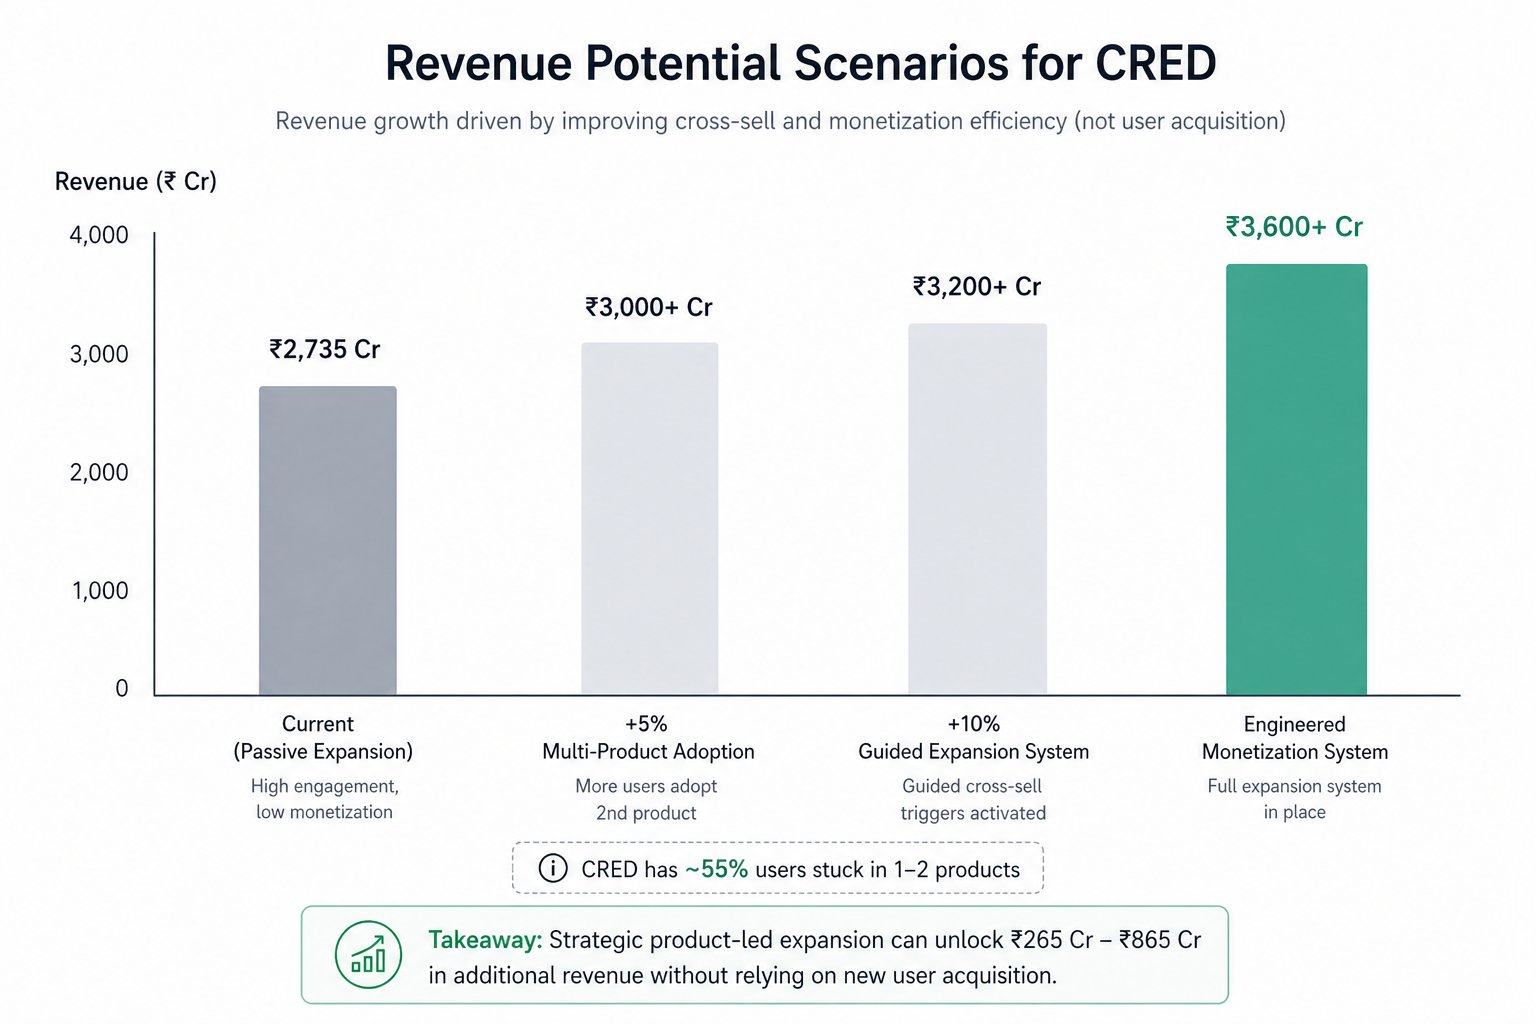 Revenue Potential Scenarios for CRED
Revenue growth driven by improving cross-sell and monetization efficiency (not user acquisition)
Revenue (₹ Cr)
4,000
3,000
2,000
1,000
0
₹2,735 Cr
₹3,000+ Cr
₹3,200+ Cr
₹3,600+ Cr
Current
(Passive Expansion)
High engagement,
low monetization
+5%
Multi-Product Adoption
More users adopt
2nd product
+10%
Guided Expansion System
Guided cross-sell
triggers activated
Engineered
Monetization System
Full expansion system
in place
CRED has ~55% users stuck in 1–2 products
Takeaway: Strategic product-led expansion can unlock ₹265 Cr – ₹865 Cr
in additional revenue without relying on new user acquisition.